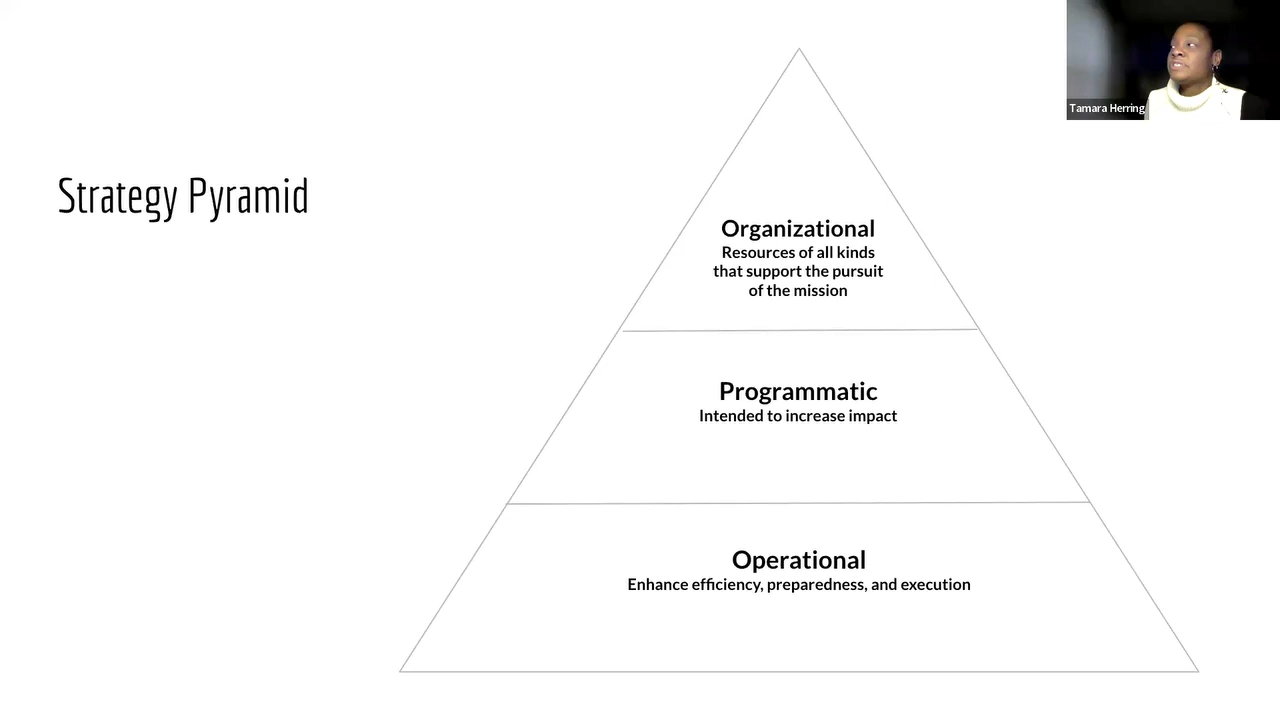 Tamara Herring
Strategy Pyramid
Organizational
Resources of all kinds
that support the pursuit
of the mission
Programmatic
Intended to increase impact
Operational
Enhance efficiency, preparedness, and execution